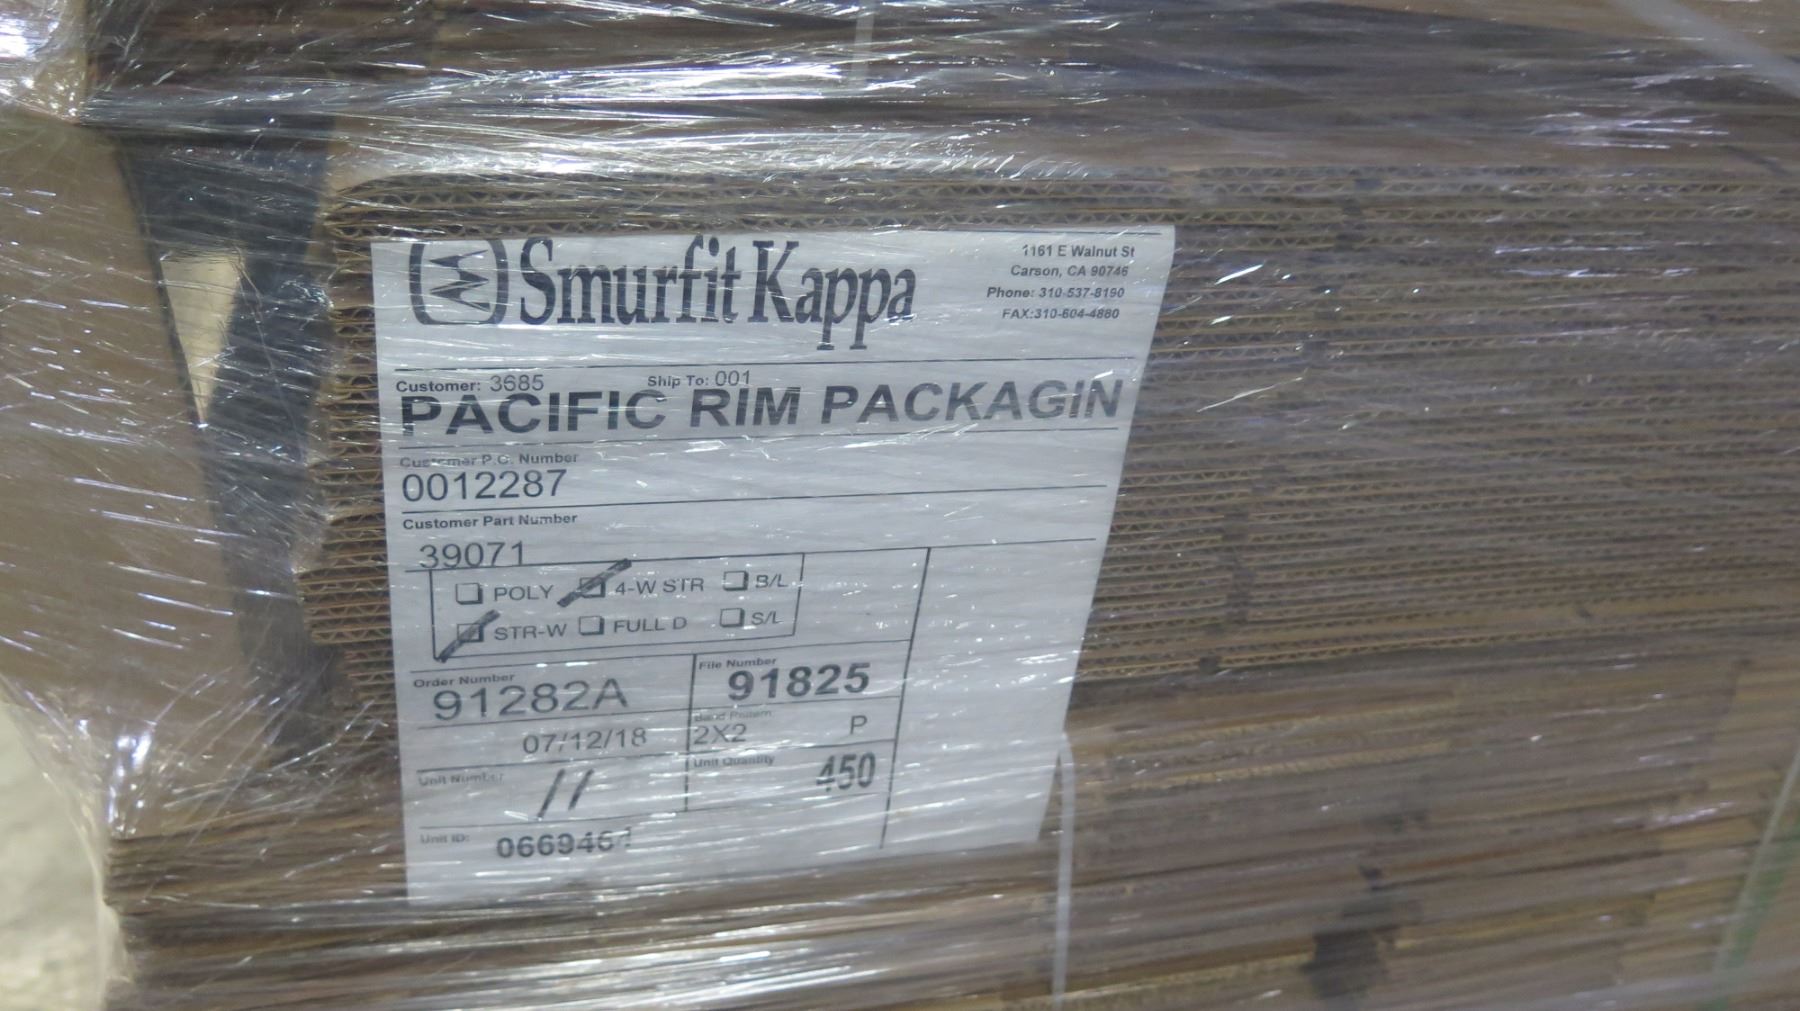 Smurfit Kappa
1161 E Walnut St
Carson, CA 90746
Phone: 310-537-8190
FAX:310-604-4880
Customer: 3685 Ship To: 001
PACIFIC RIM PACKAGIN
Customer P.O. Number
0012287
Customer Part Number
39071
POLY 4-W STR B/L
STR-W FULL D S/L
Order Number
91282A
File Number
91825
07/12/18
Band Pattern
2X2 P
Unit Number
11
Unit Quantity
450
Unit ID: